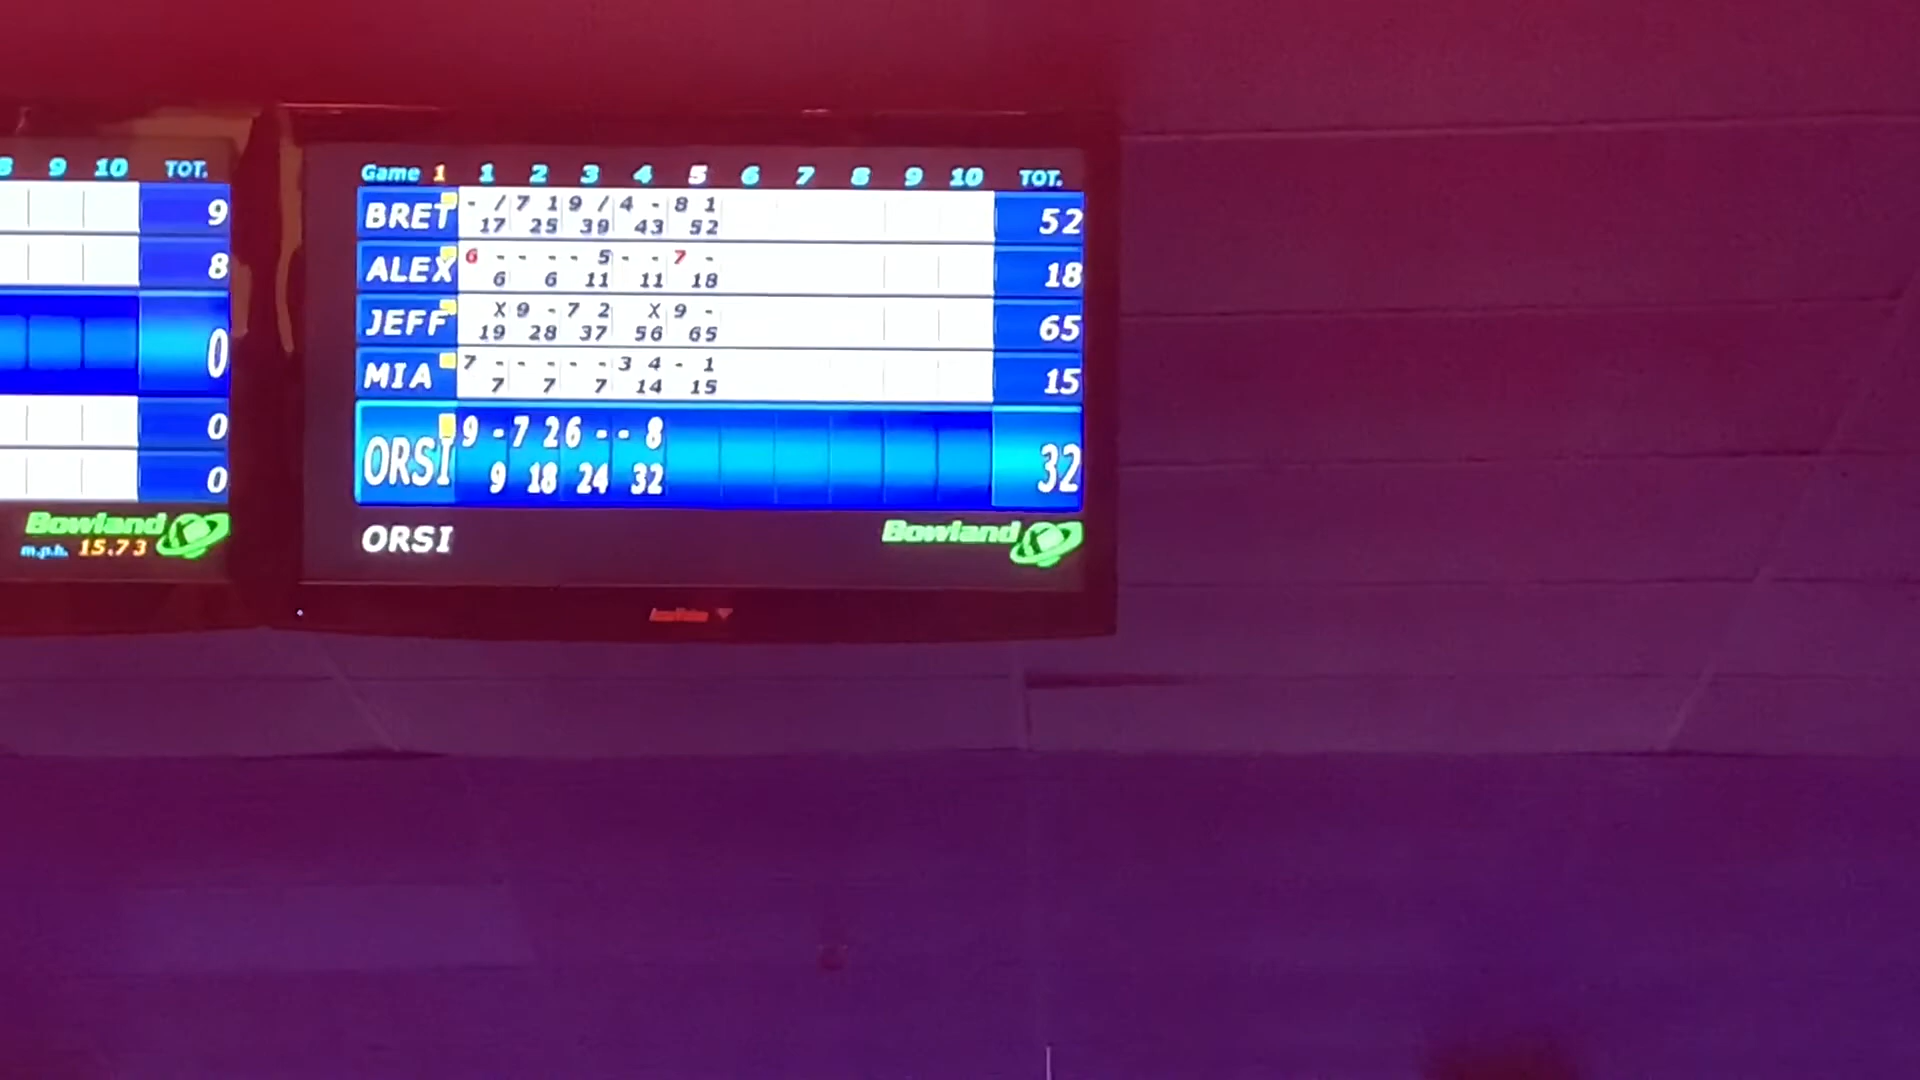 8 9 10 TOT.
9
8
0
0
0
Bowland
m.p.h. 15.73
Game 1 1 2 3 4 5 6 7 8 9 10 TOT.
BRET - / 7 1 9 / 4 - 8 1
17 25 39 43 52 52
ALEX 6 - - - - 5 - - 7 -
6 6 11 11 18 18
JEFF X 9 - 7 2 X 9 -
19 28 37 56 65 65
MIA 7 - - - - - 3 4 - 1
7 7 7 14 15 15
ORSI 9 - 7 2 6 - - 8
9 18 24 32 32
ORSI Bowland